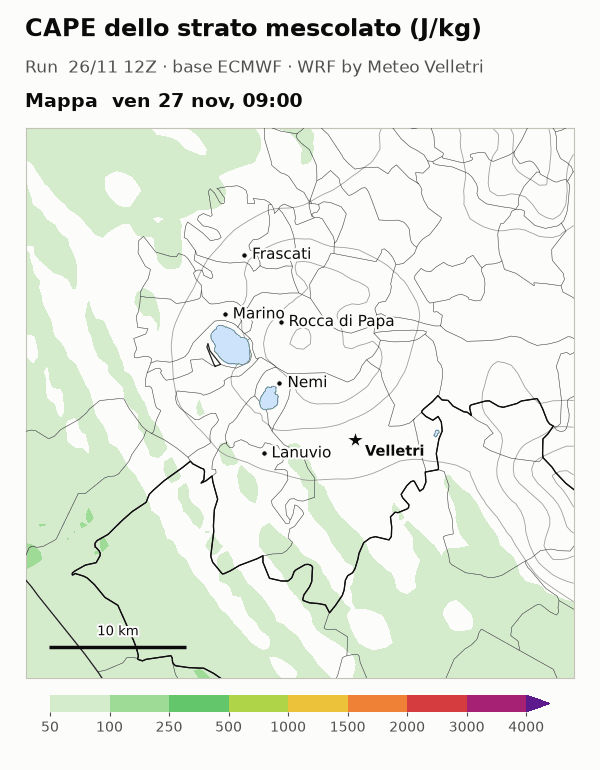 CAPE dello strato mescolato (J/kg)
Run  26/11 12Z · base ECMWF · WRF by Meteo Velletri
Mappa  ven 27 nov, 09:00
Frascati
Marino
Rocca di Papa
Nemi
Velletri
Lanuvio
10 km
50 100 250 500 1000 1500 2000 3000 4000